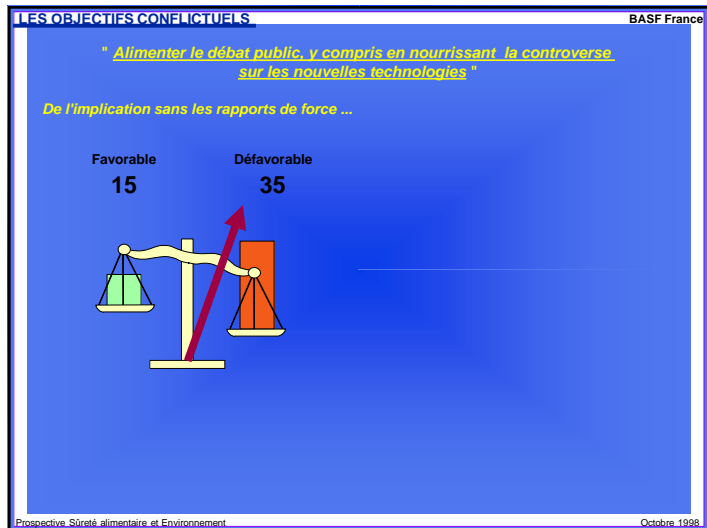 LES OBJECTIFS CONFLICTUELS
BASF France
" Alimenter le débat public, y compris en nourrissant la controverse
sur les nouvelles technologies "
De l'implication sans les rapports de force ...
Favorable
Défavorable
15
35
Prospective Sûreté alimentaire et Environnement
Octobre 1998